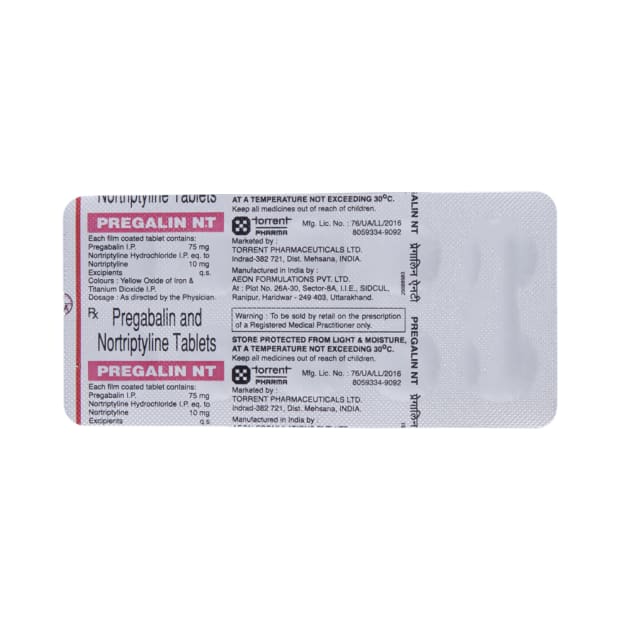 Nortriptyline Tablets
PREGALIN NT
Each film coated tablet contains:
Pregabalin I.P. 75 mg
Nortriptyline Hydrochloride I.P. eq. to
Nortriptyline 10 mg
Excipients q.s.
Colours : Yellow Oxide of Iron &
Titanium Dioxide I.P.
Dosage : As directed by the Physician.
Rx Pregabalin and
Nortriptyline Tablets
PREGALIN NT
Each film coated tablet contains:
Pregabalin I.P. 75 mg
Nortriptyline Hydrochloride I.P. eq. to
Nortriptyline 10 mg
Excipients q.s.
AT A TEMPERATURE NOT EXCEEDING 30°C.
Keep all medicines out of reach of children.
torrent
PHARMA
Mfg. Lic. No. : 76/UA/LL/2016
8059334-9092
Marketed by :
TORRENT PHARMACEUTICALS LTD.
Indrad-382 721, Dist. Mehsana, INDIA.
Manufactured in India by :
AEON FORMULATIONS PVT. LTD.
At : Plot No. 26A-30, Sector-8A, I.I.E., SIDCUL,
Ranipur, Haridwar - 249 403, Uttarakhand.
Warning : To be sold by retail on the prescription
of a Registered Medical Practitioner only.
STORE PROTECTED FROM LIGHT & MOISTURE,
AT A TEMPERATURE NOT EXCEEDING 30°C.
Keep all medicines out of reach of children.
torrent
PHARMA
Mfg. Lic. No. : 76/UA/LL/2016
8059334-9092
Marketed by :
TORRENT PHARMACEUTICALS LTD.
Indrad-382 721, Dist. Mehsana, INDIA.
Manufactured in India by :
PREGALIN NT प्रेगालिन एनटी
PREGALIN NT प्रेगालिन